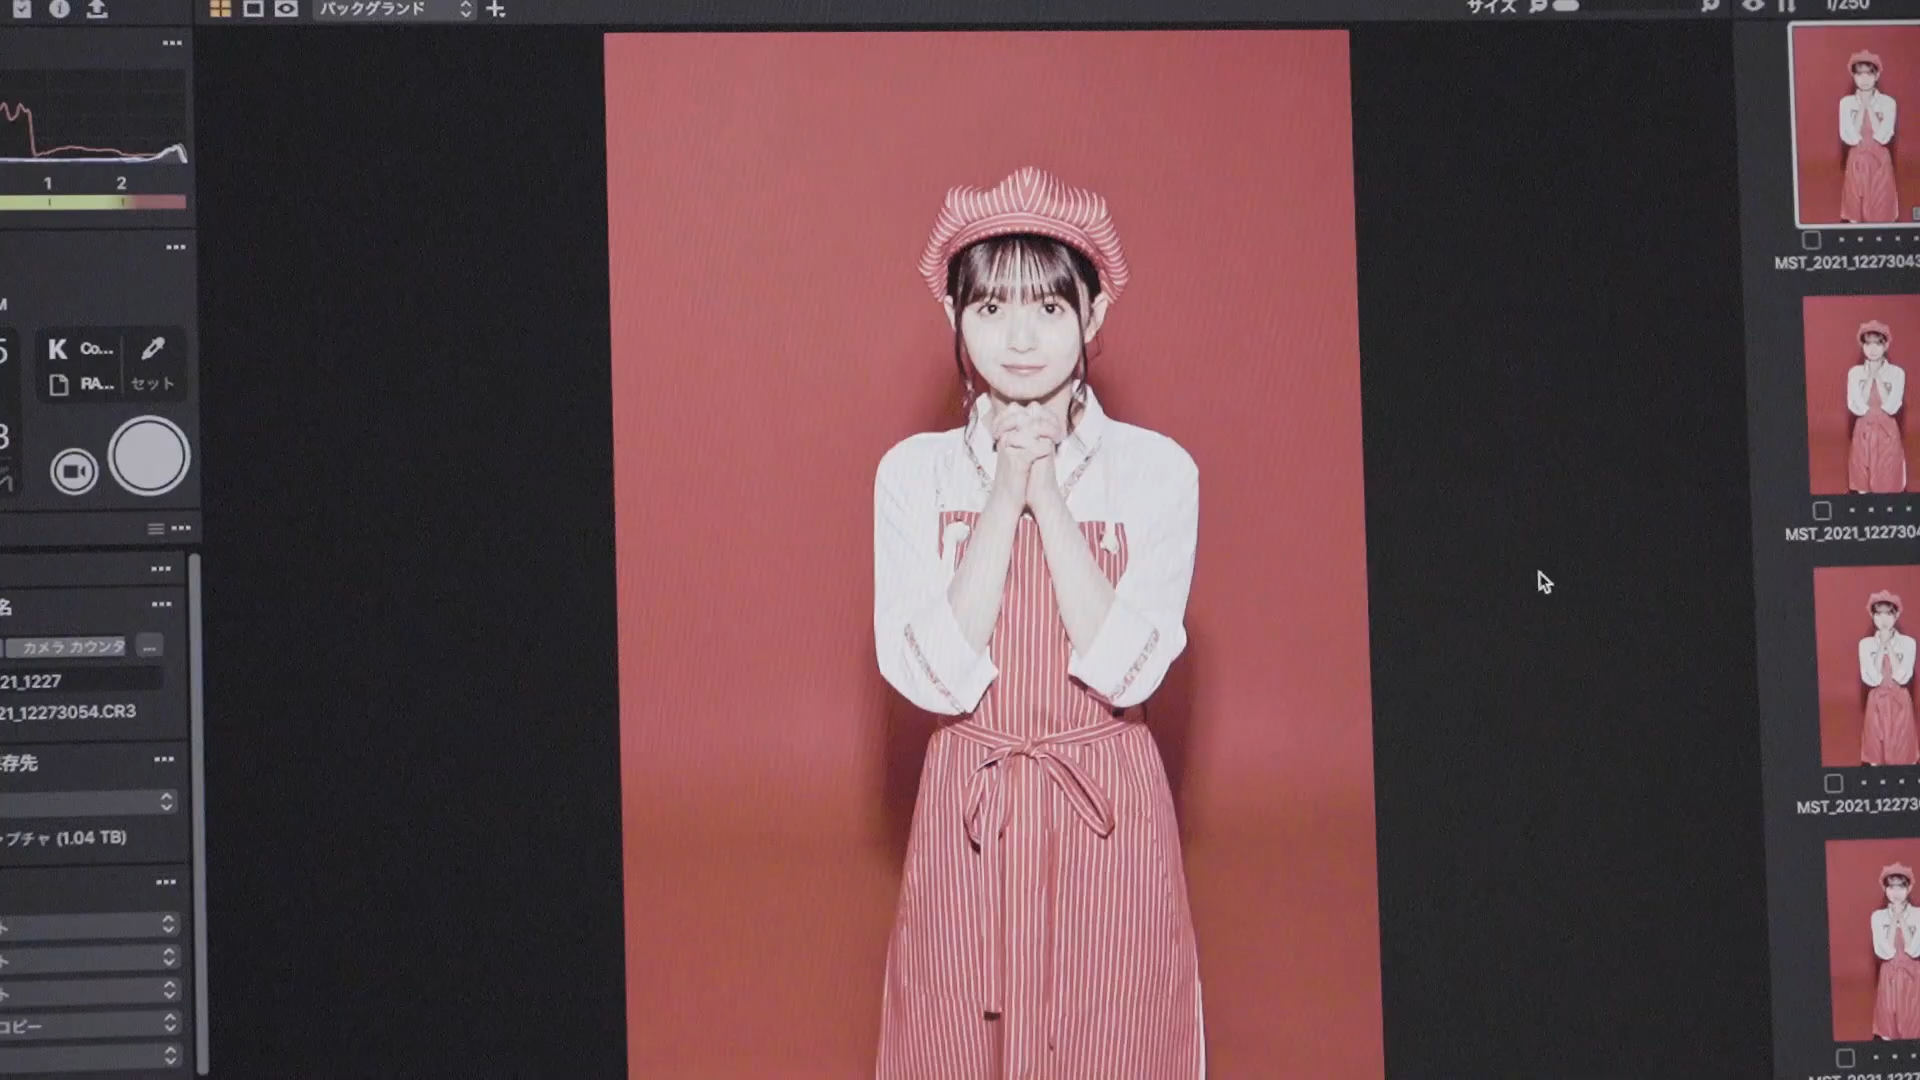 バックグランド
サイズ
1/250
1 2
K Co...
RA... セット
名
カメラ カウンタ ...
21_1227
21_12273054.CR3
存先
プチャ (1.04 TB)
コピー
MST_2021_12273043
MST_2021_1227304
MST_2021_122730